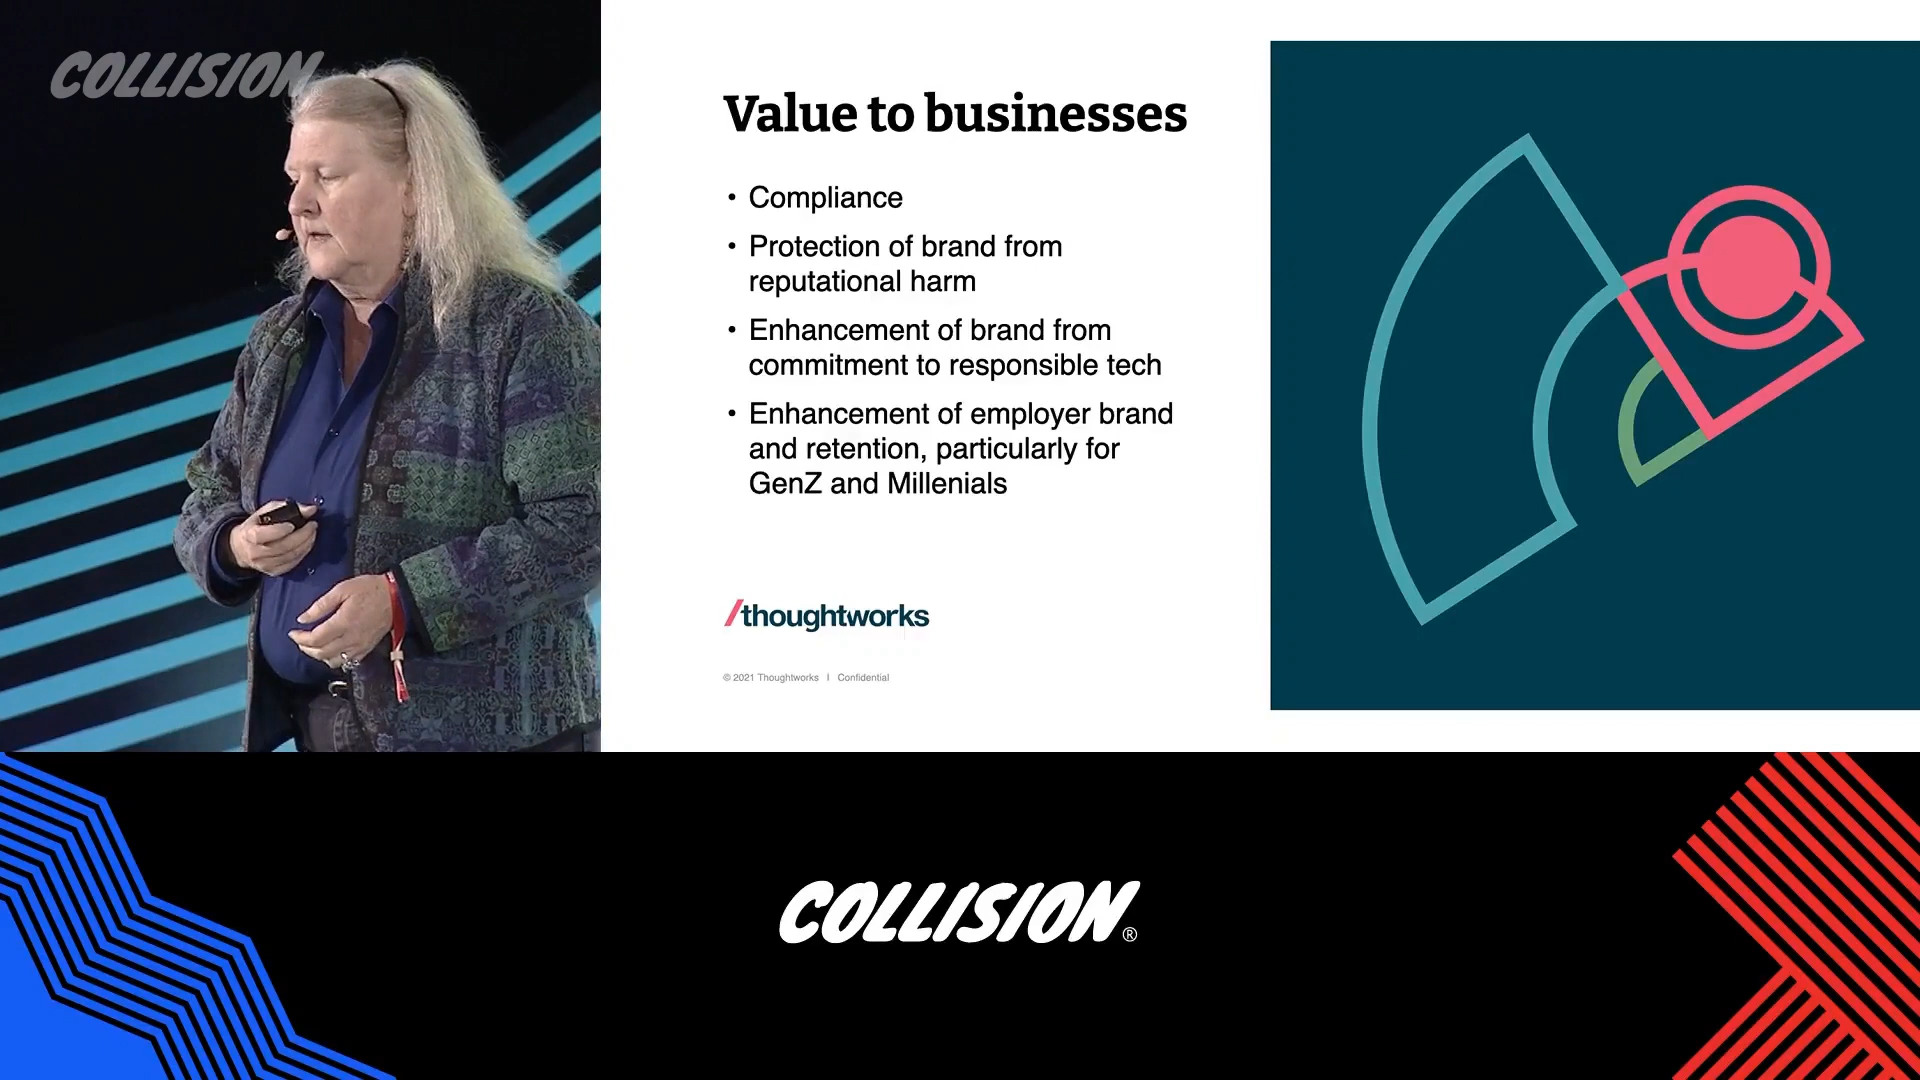 COLLISION
Value to businesses
• Compliance
• Protection of brand from
reputational harm
• Enhancement of brand from
commitment to responsible tech
• Enhancement of employer brand
and retention, particularly for
GenZ and Millenials
/thoughtworks
© 2021 Thoughtworks | Confidential
COLLISION®